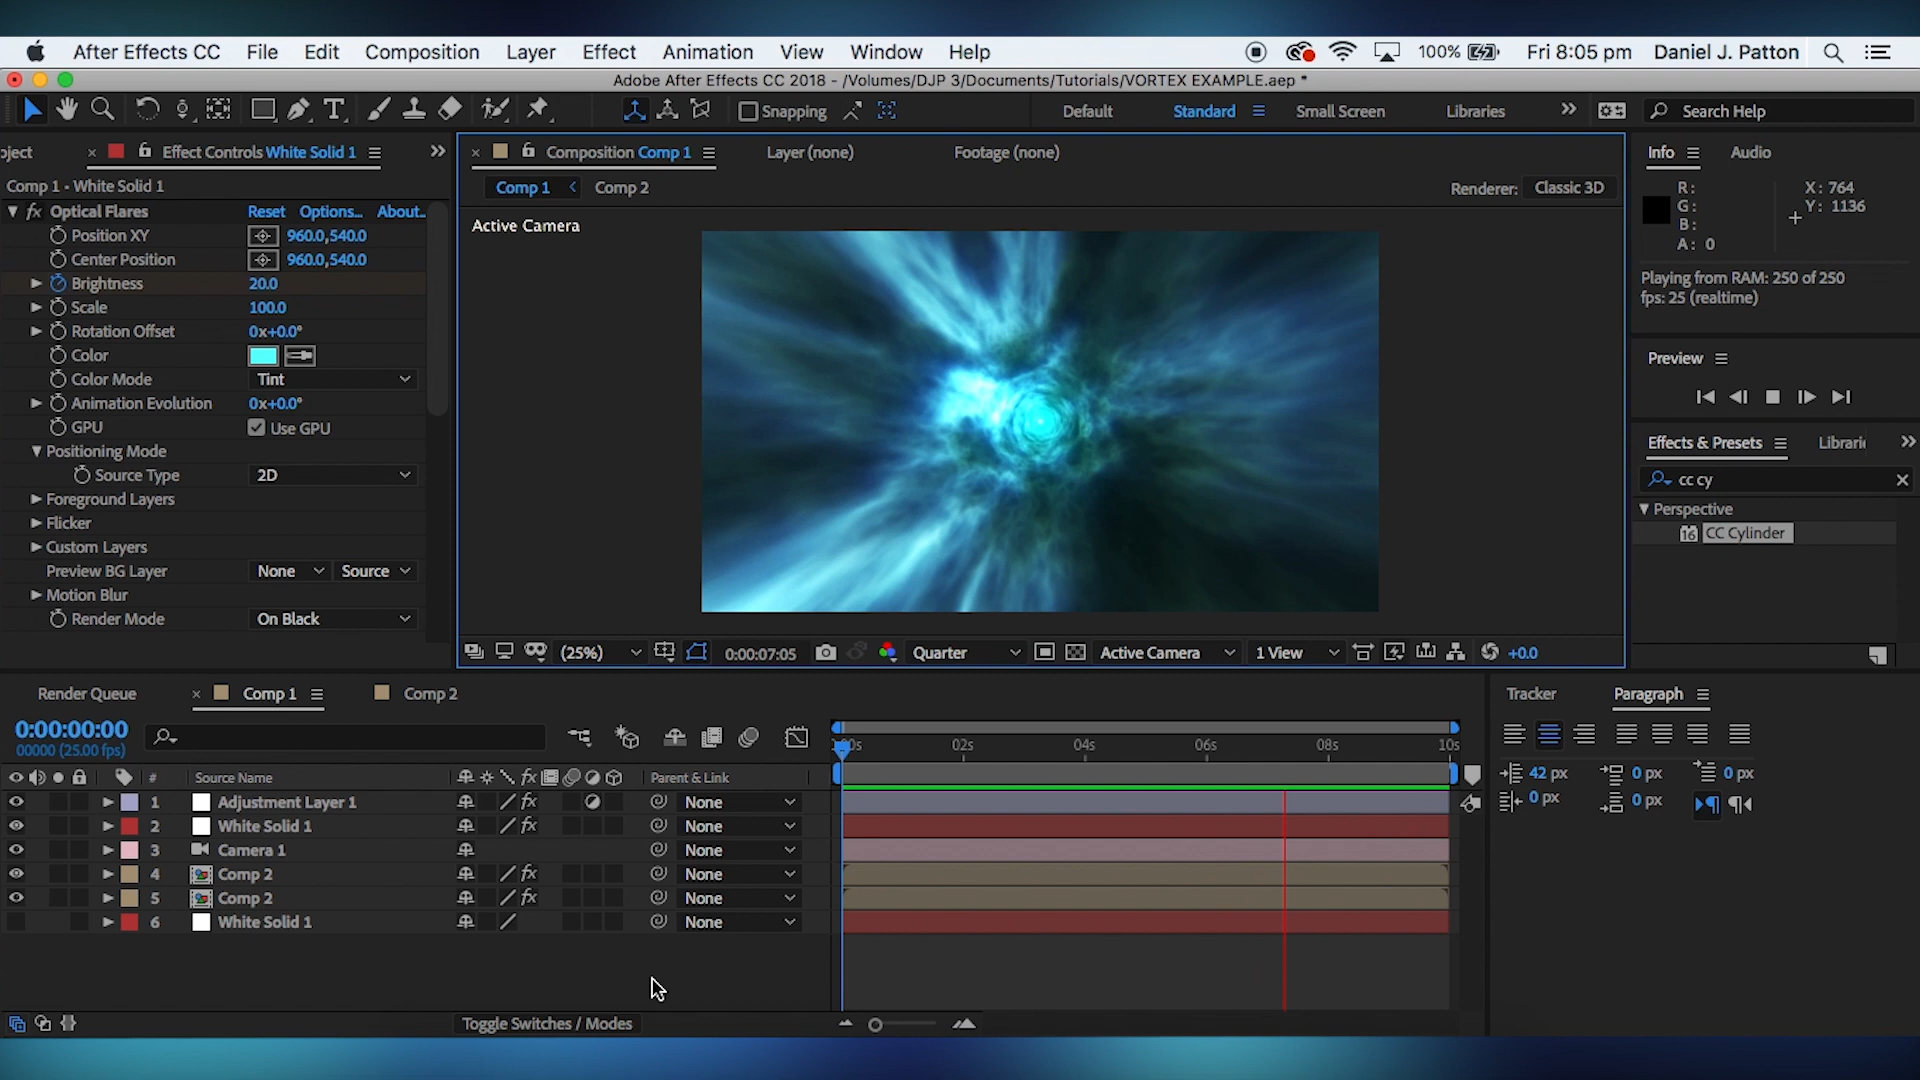 After Effects CC File Edit Composition Layer Effect Animation View Window Help 100% Fri 8:05 pm Daniel J. Patton
Adobe After Effects CC 2018 - /Volumes/DJP 3/Documents/Tutorials/VORTEX EXAMPLE.aep *
Snapping Default Standard Small Screen Libraries Search Help
oject Effect Controls White Solid 1
Comp 1 • White Solid 1
Optical Flares Reset Options... About...
Position XY 960.0,540.0
Center Position 960.0,540.0
Brightness 20.0
Scale 100.0
Rotation Offset 0x+0.0°
Color
Color Mode Tint
Animation Evolution 0x+0.0°
GPU Use GPU
Positioning Mode
Source Type 2D
Foreground Layers
Flicker
Custom Layers
Preview BG Layer None Source
Motion Blur
Render Mode On Black
Composition Comp 1 Layer (none) Footage (none)
Comp 1 Comp 2 Renderer: Classic 3D
Active Camera
(25%) 0:00:07:05 Quarter Active Camera 1 View +0.0
Info Audio
R: X: 764
G: Y: 1136
B:
A: 0
Playing from RAM: 250 of 250
fps: 25 (realtime)
Preview
Effects & Presets Librari
cc cy
Perspective
16 CC Cylinder
Render Queue Comp 1 Comp 2
0:00:00:00
00000 (25.00 fps)
00s 02s 04s 06s 08s 10s
# Source Name fx Parent & Link
1 Adjustment Layer 1 fx None
2 White Solid 1 fx None
3 Camera 1 None
4 Comp 2 fx None
5 Comp 2 fx None
6 White Solid 1 None
Toggle Switches / Modes
Tracker Paragraph
42 px 0 px 0 px
0 px 0 px